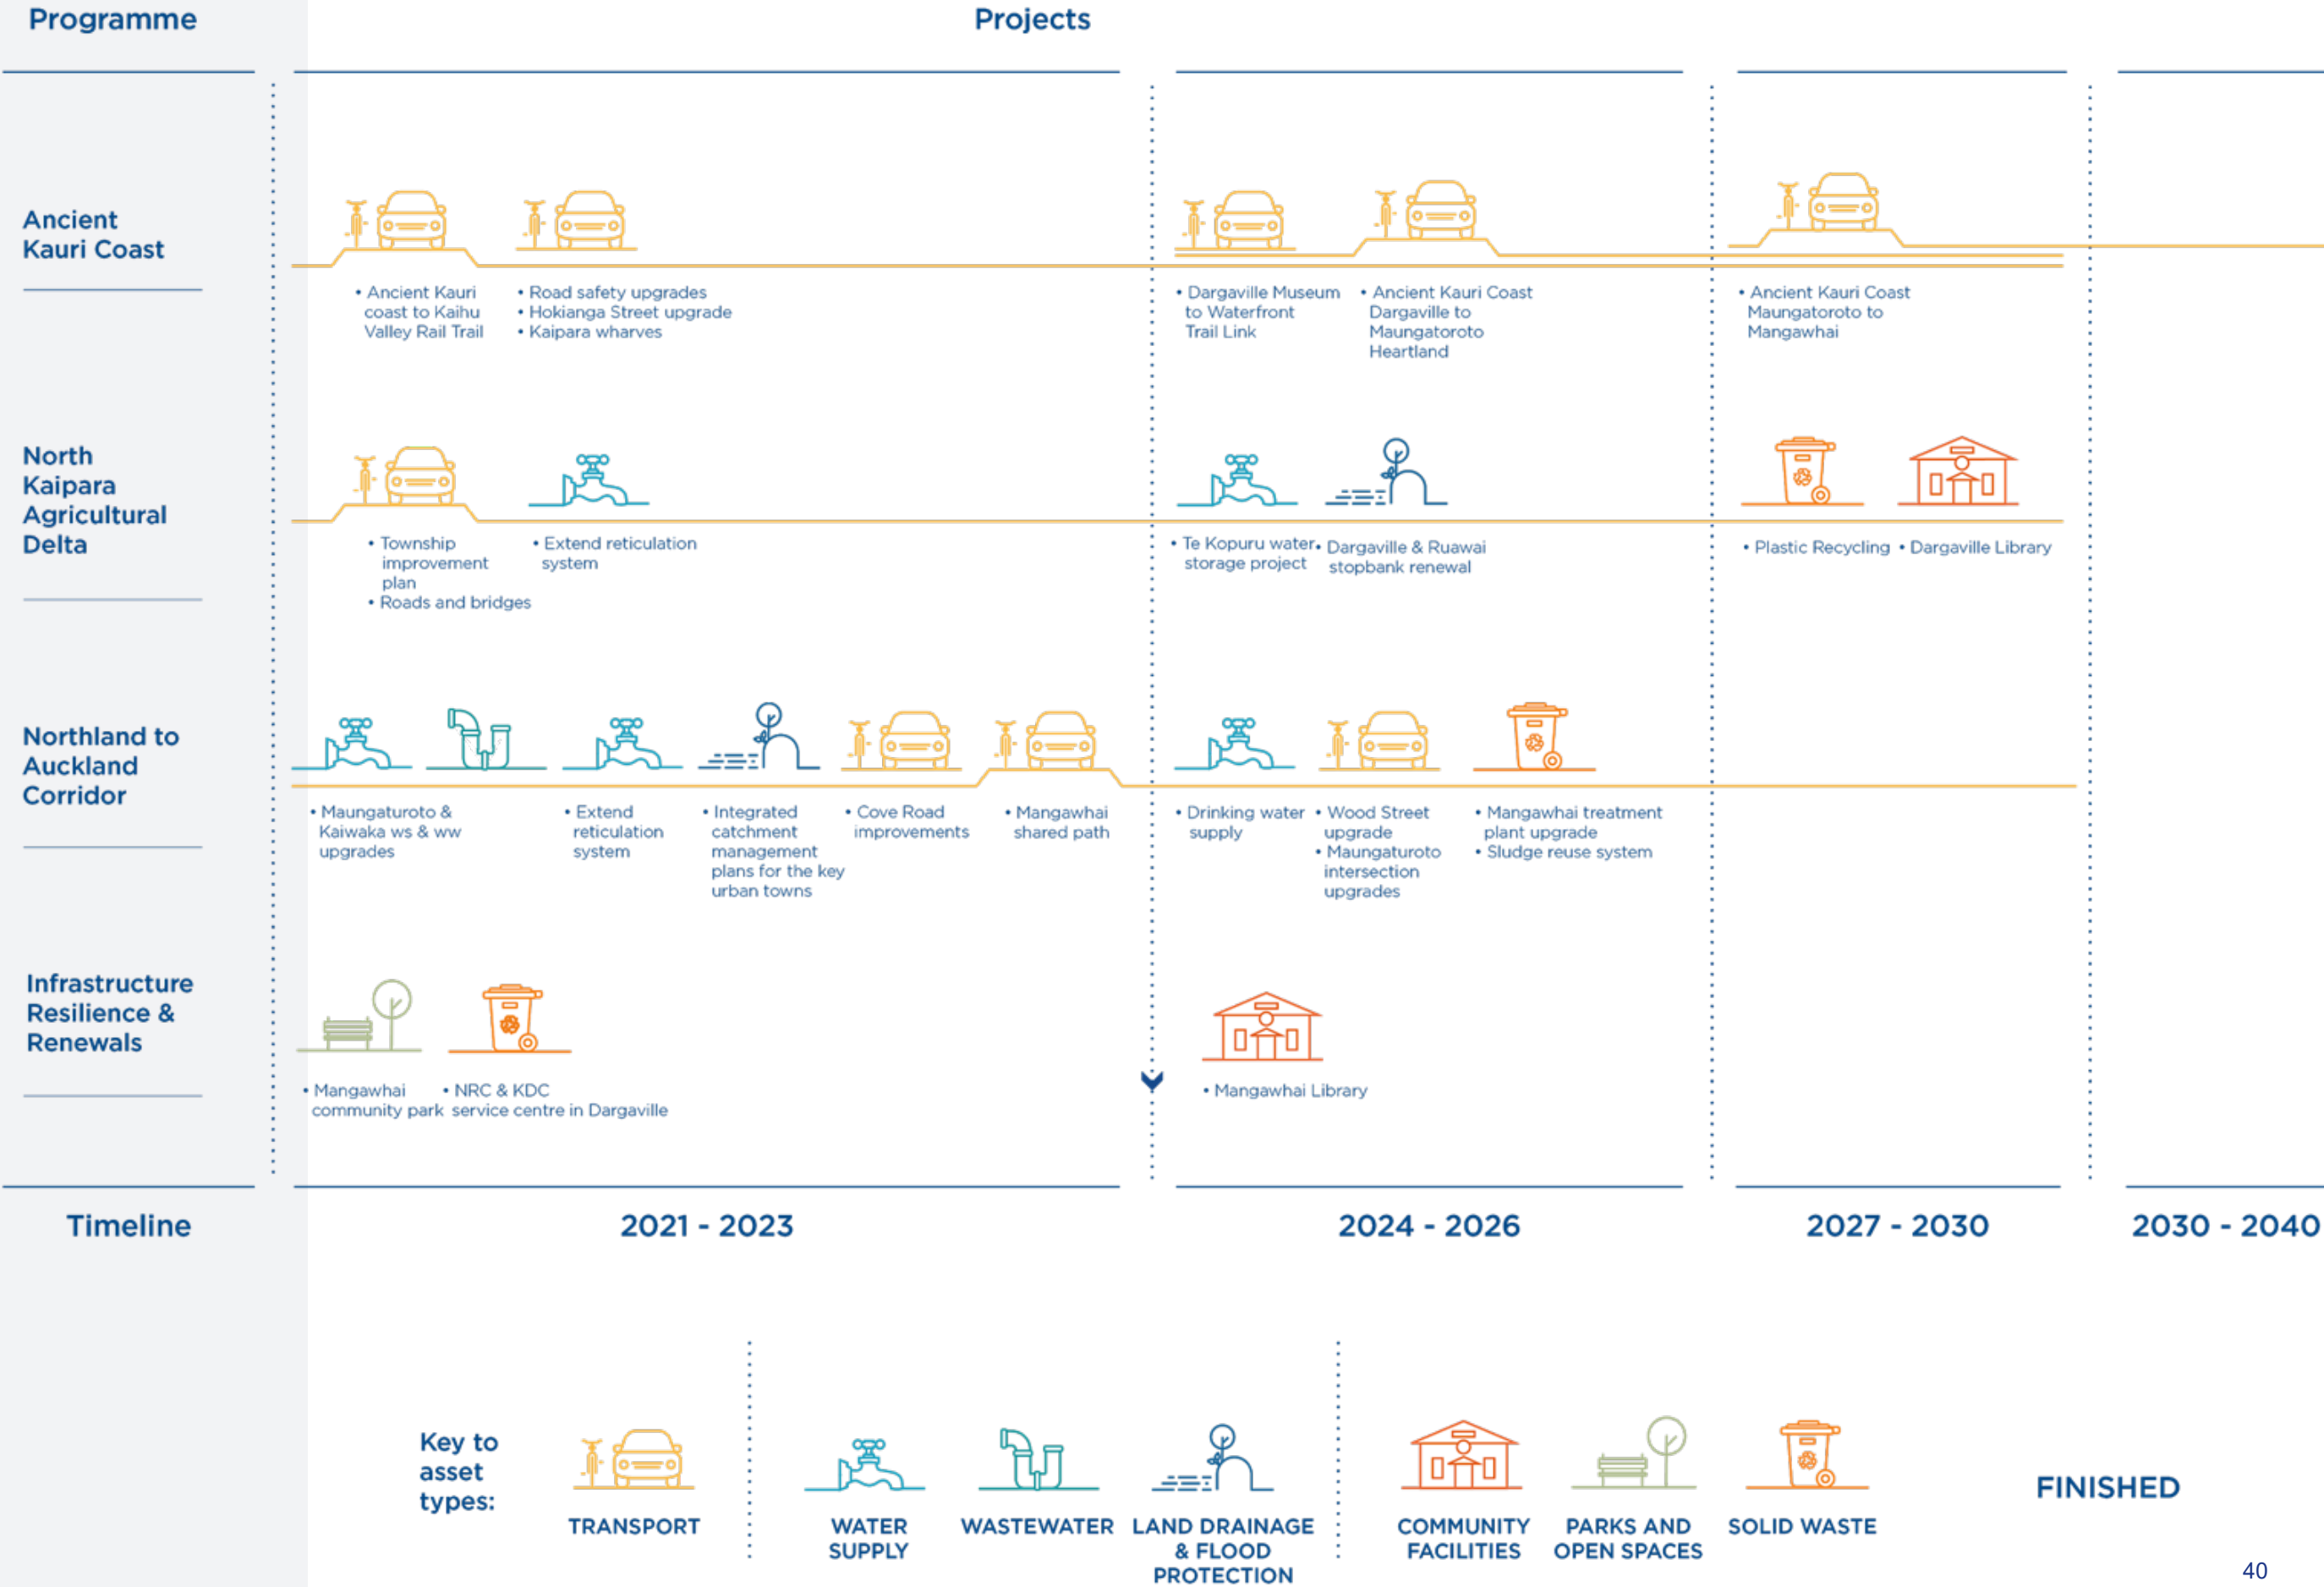 Programme
Projects
Ancient
Kauri Coast
• Ancient Kauri
coast to Kaihu
Valley Rail Trail
• Road safety upgrades
• Hokianga Street upgrade
• Kaipara wharves
• Dargaville Museum
to Waterfront
Trail Link
• Ancient Kauri Coast
Dargaville to
Maungatoroto
Heartland
• Ancient Kauri Coast
Maungatoroto to
Mangawhai
North
Kaipara
Agricultural
Delta
• Township
improvement
plan
• Roads and bridges
• Extend reticulation
system
• Te Kopuru water
storage project
• Dargaville & Ruawai
stopbank renewal
• Plastic Recycling
• Dargaville Library
Northland to
Auckland
Corridor
• Maungaturoto &
Kaiwaka ws & ww
upgrades
• Extend
reticulation
system
• Integrated
catchment
management
plans for the key
urban towns
• Cove Road
improvements
• Mangawhai
shared path
• Drinking water
supply
• Wood Street
upgrade
• Maungaturoto
intersection
upgrades
• Mangawhai treatment
plant upgrade
• Sludge reuse system
Infrastructure
Resilience &
Renewals
• Mangawhai
community park
• NRC & KDC
service centre in Dargaville
• Mangawhai Library
Timeline
2021 - 2023
2024 - 2026
2027 - 2030
2030 - 2040
Key to
asset
types:
TRANSPORT
WATER
SUPPLY
WASTEWATER
LAND DRAINAGE
& FLOOD
PROTECTION
COMMUNITY
FACILITIES
PARKS AND
OPEN SPACES
SOLID WASTE
FINISHED
40